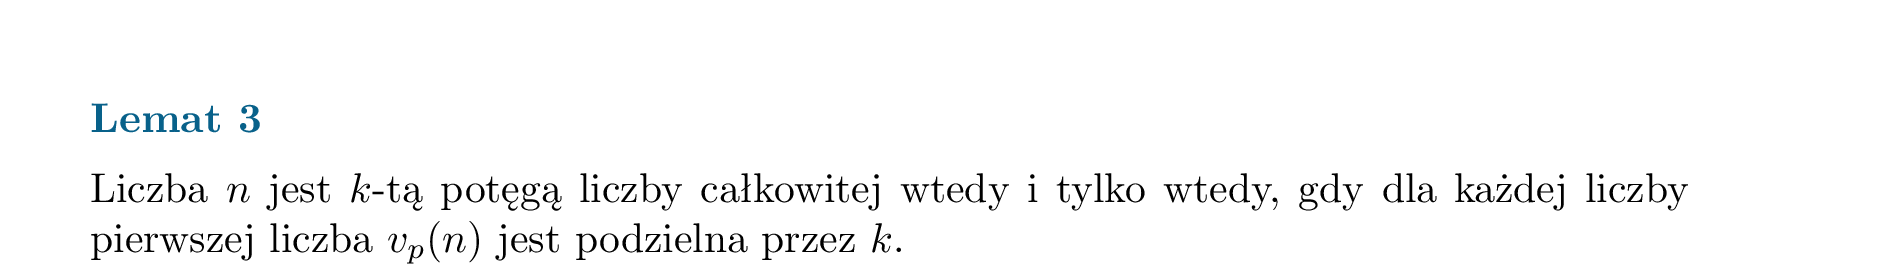 Lemat 3
Liczba n jest k-tą potęgą liczby całkowitej wtedy i tylko wtedy, gdy dla każdej liczby
pierwszej liczba vₚ(n) jest podzielna przez k.